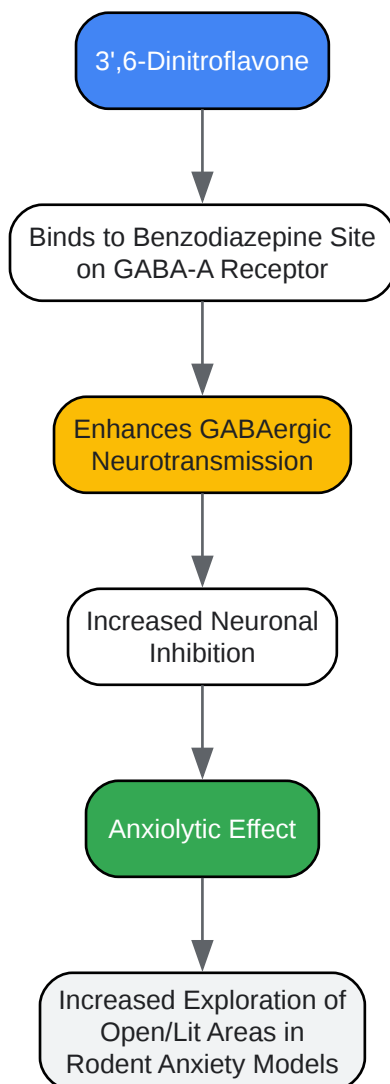 3',6-Dinitroflavone
Binds to Benzodiazepine Site
on GABA-A Receptor
Enhances GABAergic
Neurotransmission
Increased Neuronal
Inhibition
Anxiolytic Effect
Increased Exploration of
Open/Lit Areas in
Rodent Anxiety Models